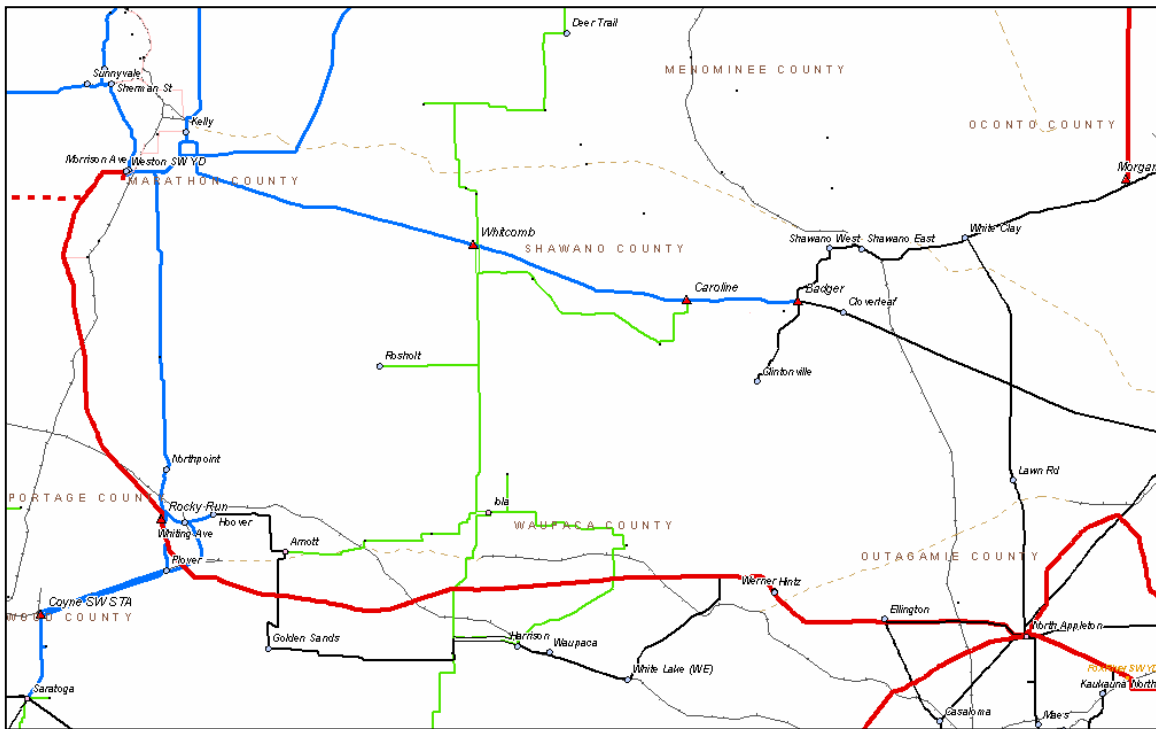 Deer Trail
MENOMINEE COUNTY
Sunnyvale
Sherman St
OCONTO COUNTY
Kelly
Morrison Ave
Weston SW YD
Morgan
MARATHON COUNTY
Whitcomb
SHAWANO COUNTY
Shawano West
Shawano East
White Clay
Caroline
Badger
Cloverleaf
Rosholt
Clintonville
Northpoint
Lawn Rd
PORTAGE COUNTY
Rocky Run
Hoover
Iola
WAUPACA COUNTY
Whiting Ave
Arnott
OUTAGAMIE COUNTY
Plover
Werner
Hintz
Coyne SW STA
WOOD COUNTY
Ellington
North Appleton
Golden Sands
Harrison
Waupaca
White Lake (WE)
Saratoga
Kaukauna North
Casaloma
Maes